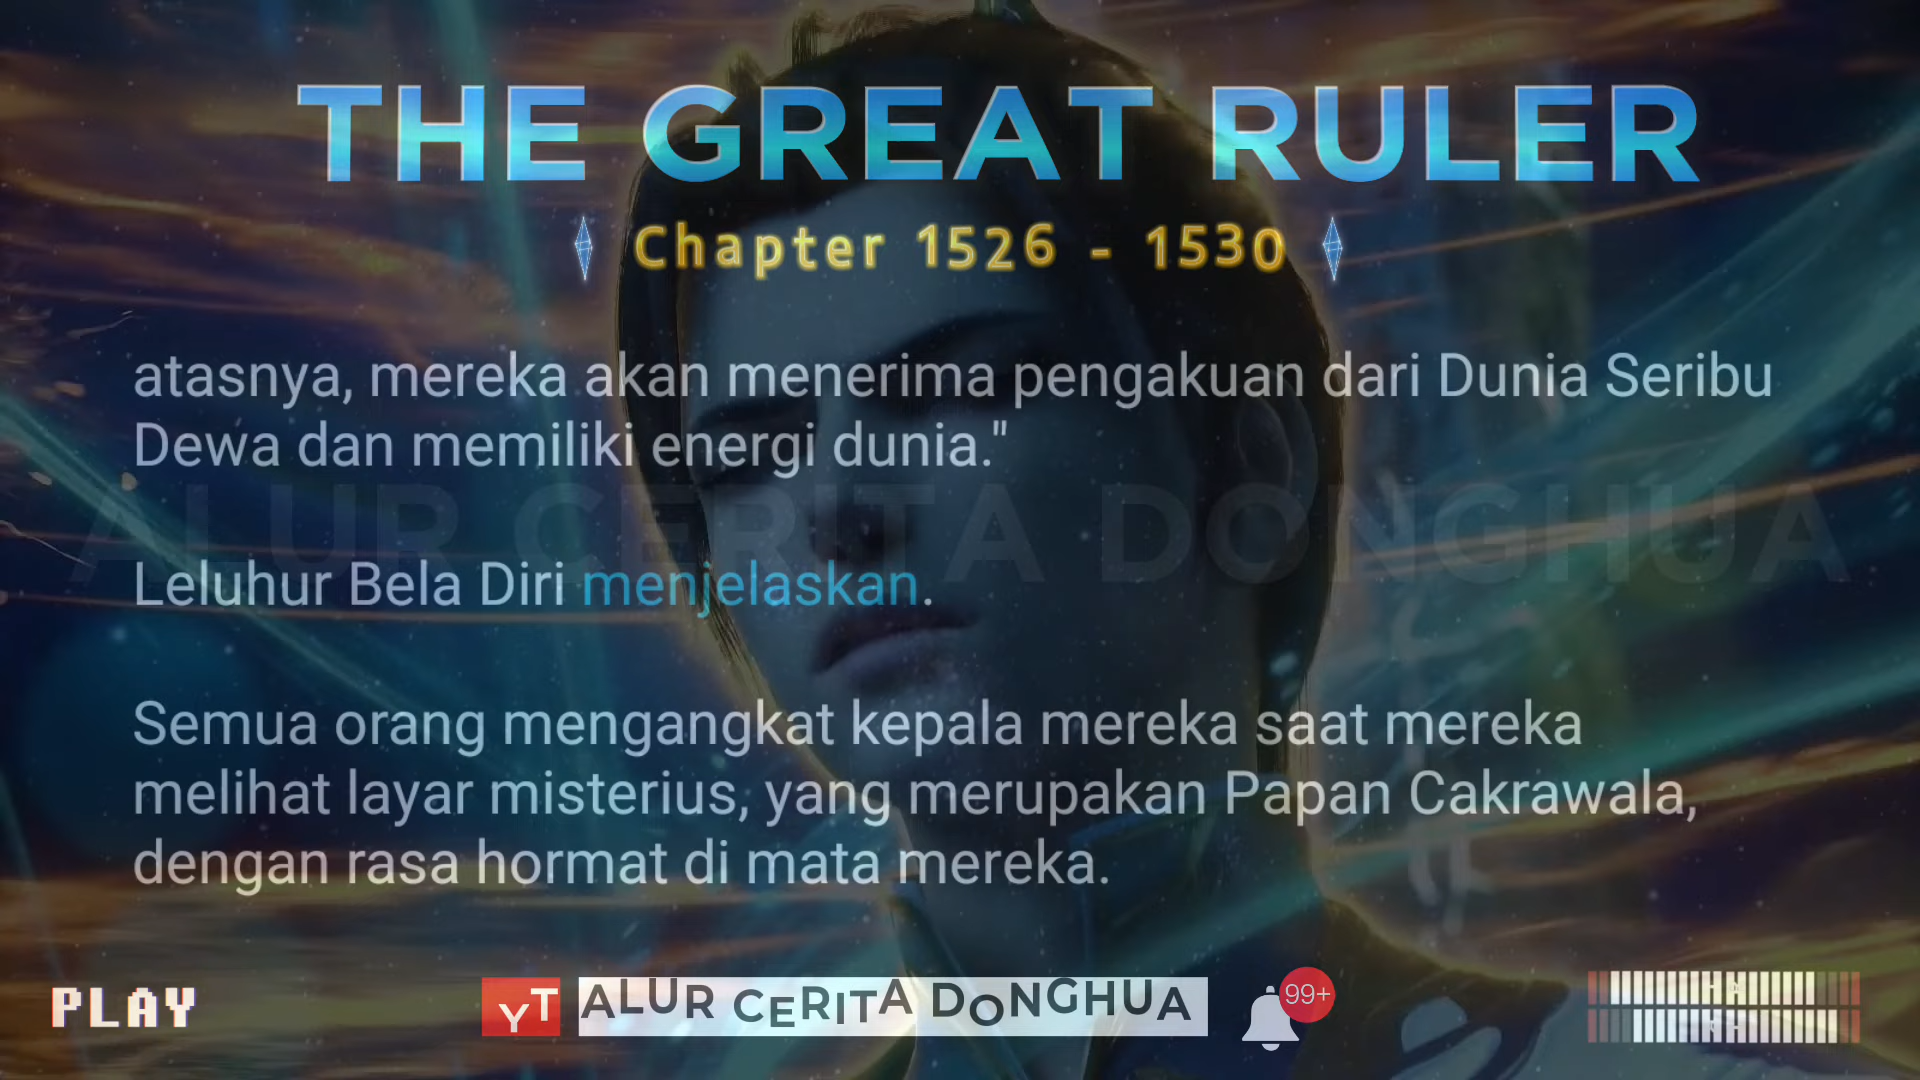 THE GREAT RULER
Chapter 1526 - 1530
atasnya, mereka akan menerima pengakuan dari Dunia Seribu
Dewa dan memiliki energi dunia."
ALUR CERITA DONGHUA
Leluhur Bela Diri menjelaskan.
Semua orang mengangkat kepala mereka saat mereka
melihat layar misterius, yang merupakan Papan Cakrawala,
dengan rasa hormat di mata mereka.
PLAY
YT ALUR CERITA DONGHUA 99+